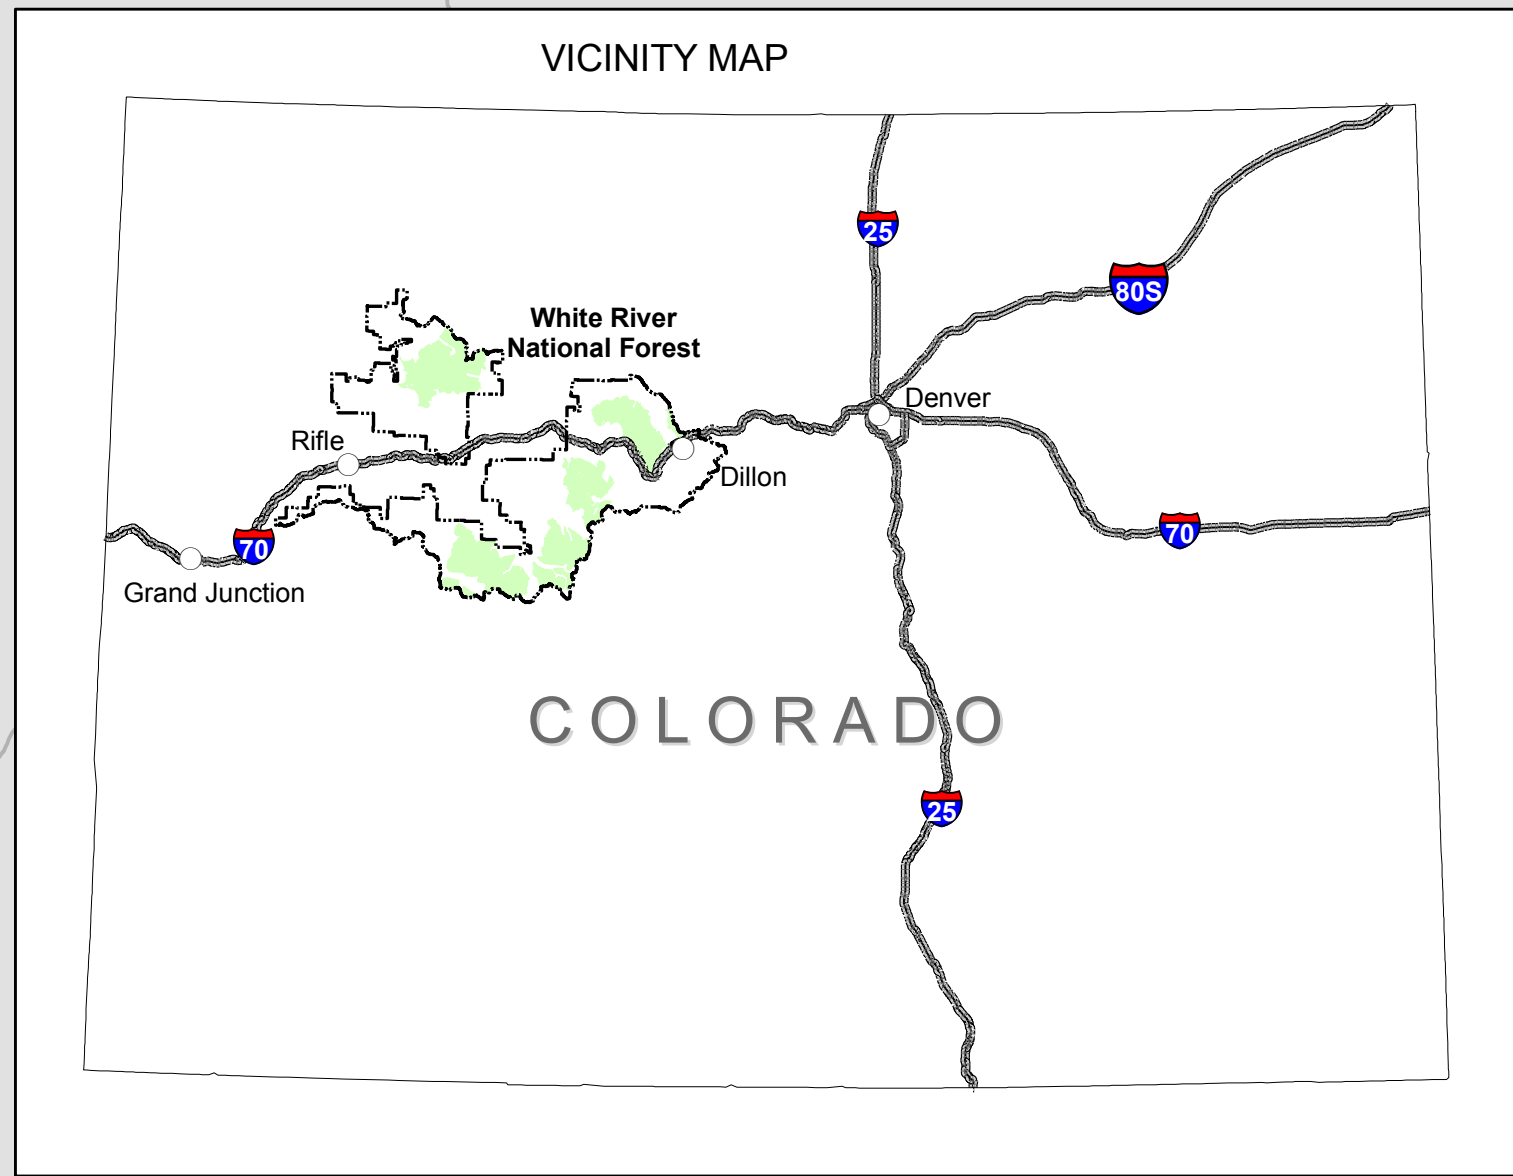 VICINITY MAP
25
80S
White River
National Forest
Denver
Rifle
Dillon
70
70
Grand Junction
COLORADO
25